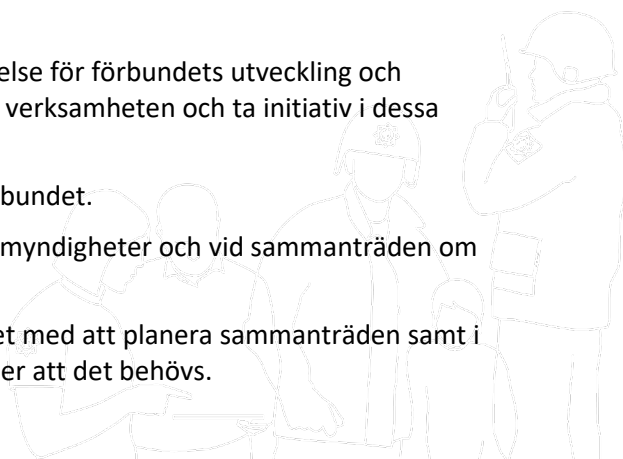 else för förbundets utveckling och
verksamheten och ta initiativ i dessa
bundet.
myndigheter och vid sammanträden om
et med att planera sammanträden samt i
er att det behövs.